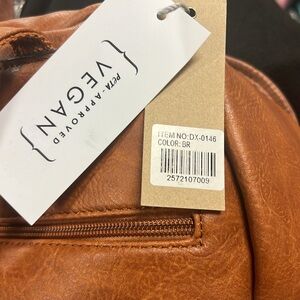 { PETA-APPROVED
VEGAN }
ITEM NO:DX-0146
COLOR:BR
2572107009